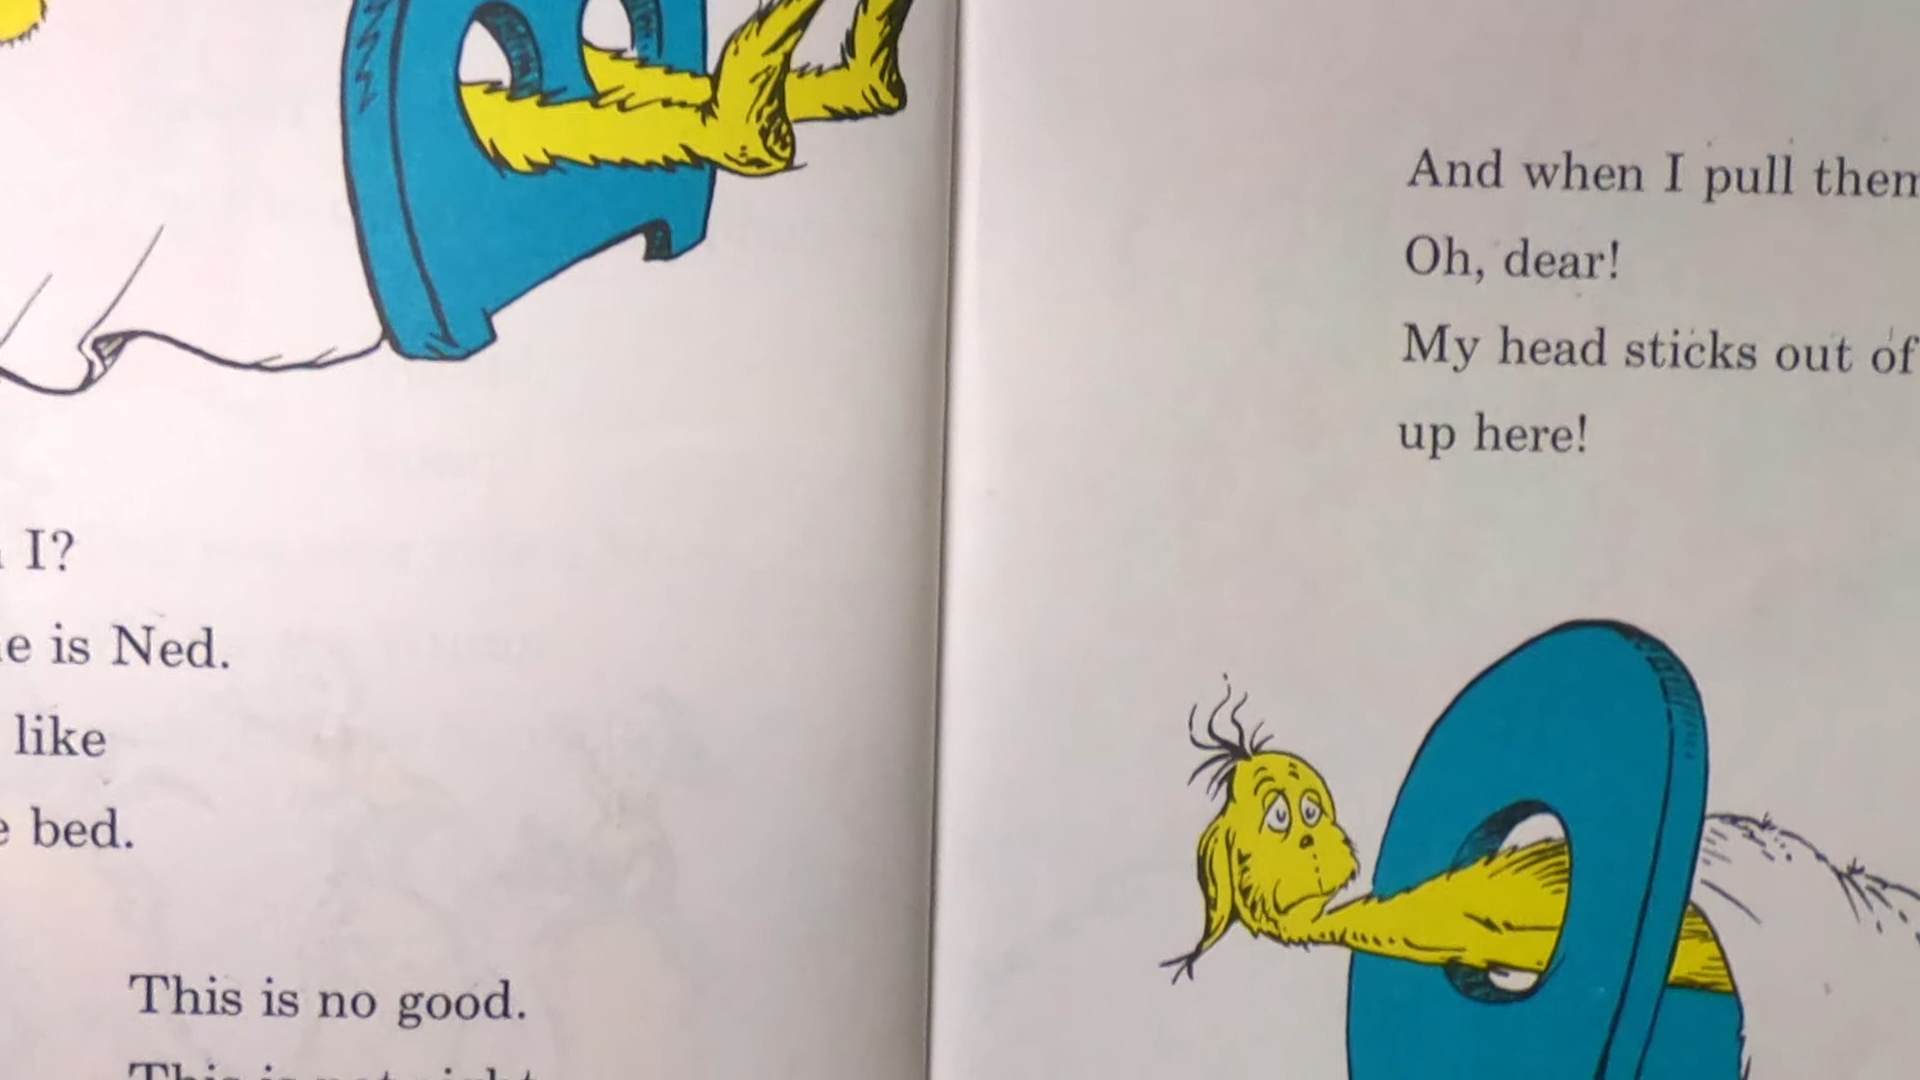 I?
is Ned.
like
bed.
This is no good.
And when I pull
Oh, dear!
My head sticks out of
up here!